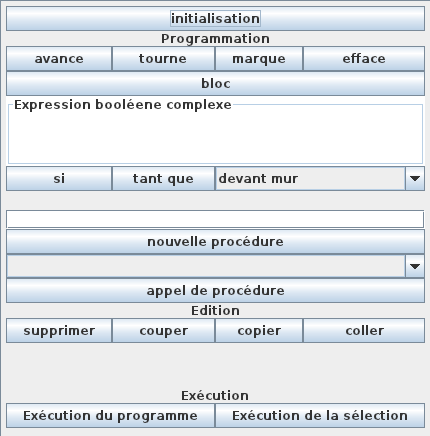 initialisation
Programmation
avance tourne marque efface
bloc
Expression booléene complexe
si tant que devant mur
nouvelle procédure
appel de procédure
Edition
supprimer couper copier coller
Exécution
Exécution du programme Exécution de la sélection